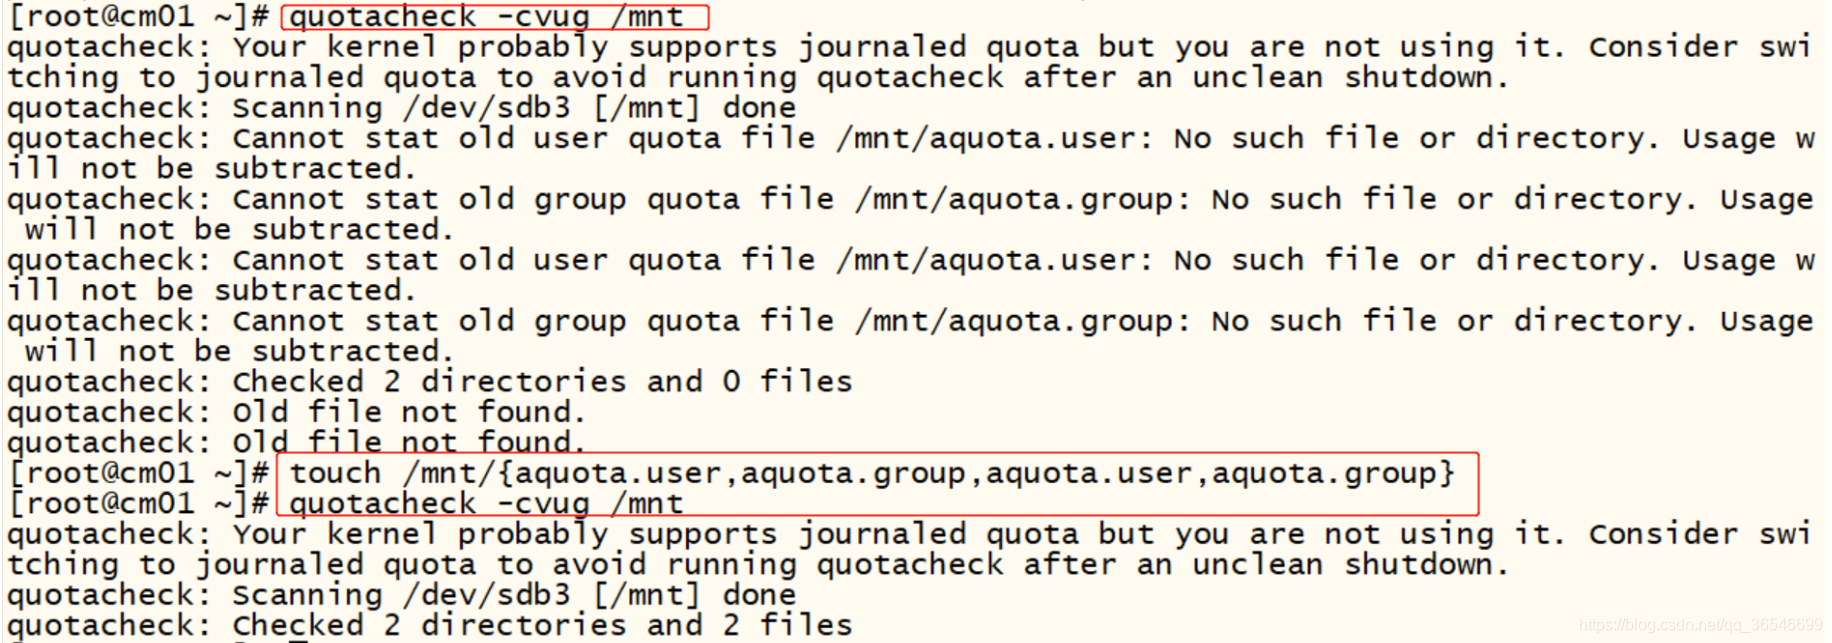 [root@cm01 ~]# quotacheck -cvug /mnt
quotacheck: Your kernel probably supports journaled quota but you are not using it. Consider swi
tching to journaled quota to avoid running quotacheck after an unclean shutdown.
quotacheck: Scanning /dev/sdb3 [/mnt] done
quotacheck: Cannot stat old user quota file /mnt/aquota.user: No such file or directory. Usage w
ill not be subtracted.
quotacheck: Cannot stat old group quota file /mnt/aquota.group: No such file or directory. Usage
 will not be subtracted.
quotacheck: Cannot stat old user quota file /mnt/aquota.user: No such file or directory. Usage w
ill not be subtracted.
quotacheck: Cannot stat old group quota file /mnt/aquota.group: No such file or directory. Usage
 will not be subtracted.
quotacheck: Checked 2 directories and 0 files
quotacheck: Old file not found.
quotacheck: Old file not found.
[root@cm01 ~]# touch /mnt/{aquota.user,aquota.group,aquota.user,aquota.group}
[root@cm01 ~]# quotacheck -cvug /mnt
quotacheck: Your kernel probably supports journaled quota but you are not using it. Consider swi
tching to journaled quota to avoid running quotacheck after an unclean shutdown.
quotacheck: Scanning /dev/sdb3 [/mnt] done
quotacheck: Checked 2 directories and 2 files
https://blog.csdn.net/qq_36546699